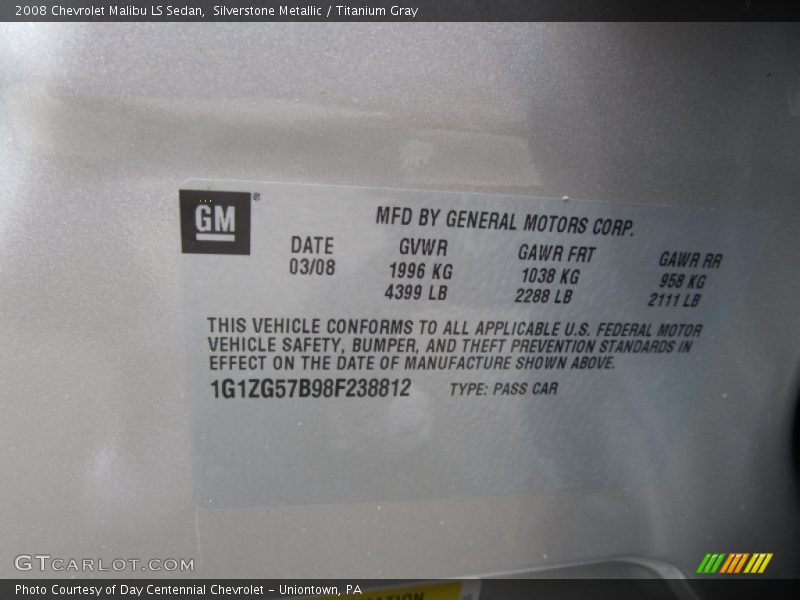 2008 Chevrolet Malibu LS Sedan, Silverstone Metallic / Titanium Gray
GM®
MFD BY GENERAL MOTORS CORP.
DATE GVWR GAWR FRT GAWR RR
03/08 1996 KG 1038 KG 958 KG
4399 LB 2288 LB 2111 LB
THIS VEHICLE CONFORMS TO ALL APPLICABLE U.S. FEDERAL MOTOR
VEHICLE SAFETY, BUMPER, AND THEFT PREVENTION STANDARDS IN
EFFECT ON THE DATE OF MANUFACTURE SHOWN ABOVE.
1G1ZG57B98F238812 TYPE: PASS CAR
GTCARLOT.COM
Photo Courtesy of Day Centennial Chevrolet - Uniontown, PA